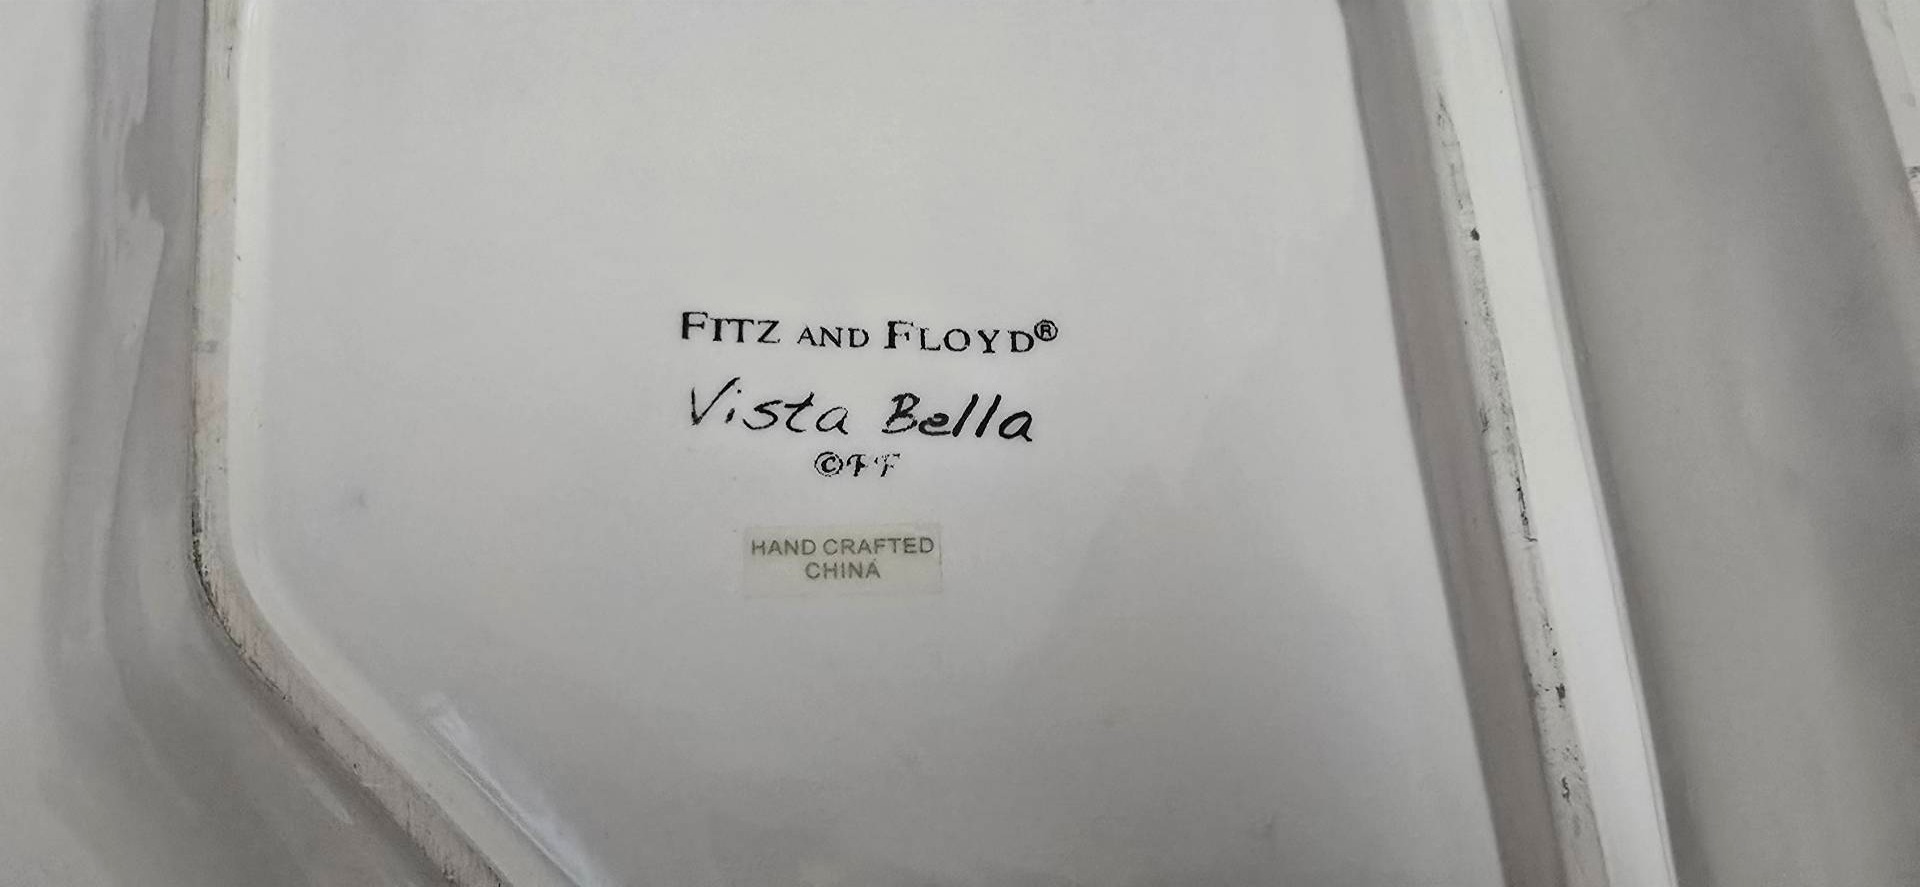 FITZ AND FLOYD®
Vista Bella
©FF
HAND CRAFTED
CHINA